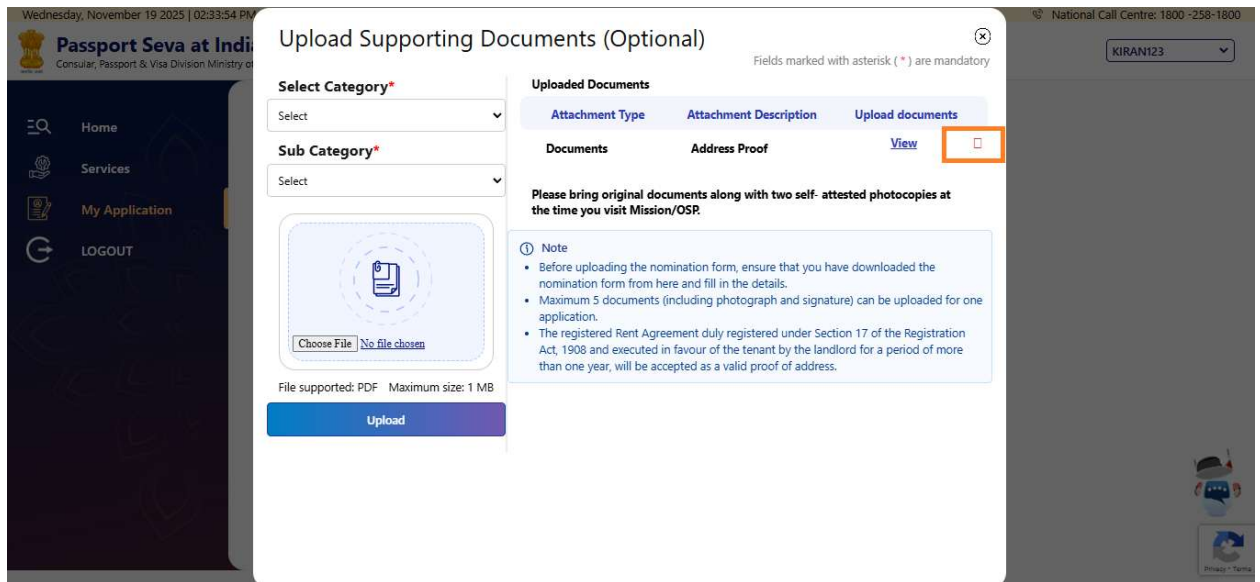 Wednesday, November 19 2025 | 02:33:54 PM
National Call Centre: 1800 -258-1800
Passport Seva at Indi
Consular, Passport & Visa Division Ministry of
KIRAN123
Home
Services
My Application
LOGOUT
Upload Supporting Documents (Optional)
Fields marked with asterisk ( * ) are mandatory
Select Category*
Select
Sub Category*
Select
Choose File No file chosen
File supported: PDF Maximum size: 1 MB
Upload
Uploaded Documents
Attachment Type Attachment Description Upload documents
Documents Address Proof View
Please bring original documents along with two self- attested photocopies at
the time you visit Mission/OSP.
Note
• Before uploading the nomination form, ensure that you have downloaded the
nomination form from here and fill in the details.
• Maximum 5 documents (including photograph and signature) can be uploaded for one
application.
• The registered Rent Agreement duly registered under Section 17 of the Registration
Act, 1908 and executed in favour of the tenant by the landlord for a period of more
than one year, will be accepted as a valid proof of address.
Privacy - Terms